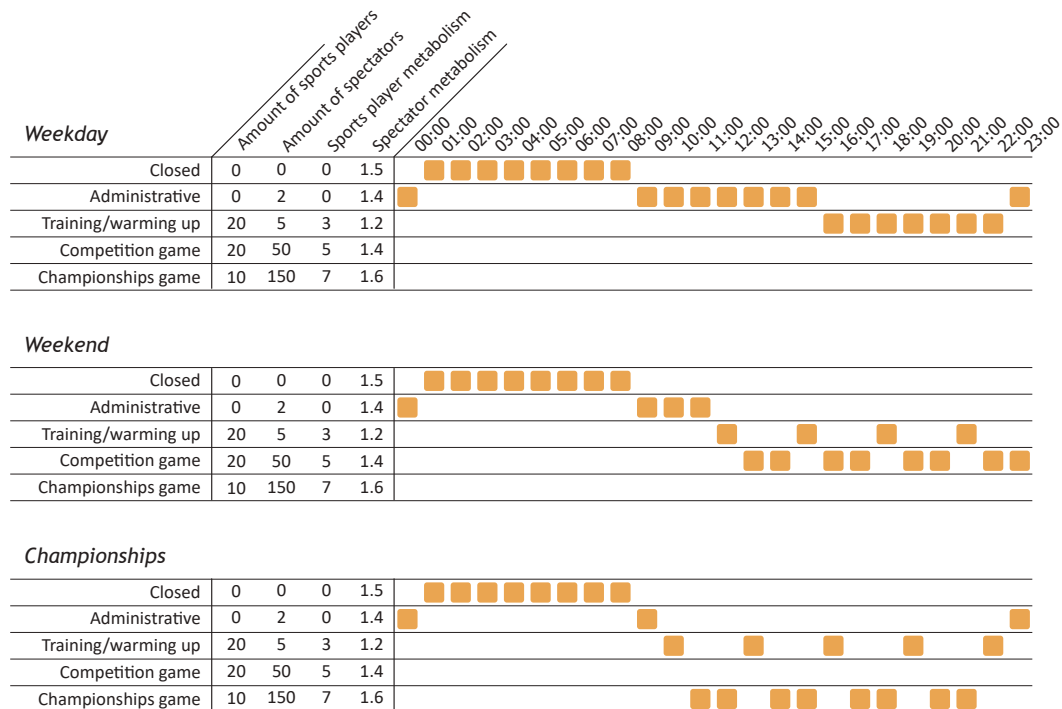 Amount of sports players
Amount of spectators
Sports player metabolism
Spectator metabolism
00:00 01:00 02:00 03:00 04:00 05:00 06:00 07:00 08:00 09:00 10:00 11:00 12:00 13:00 14:00 15:00 16:00 17:00 18:00 19:00 20:00 21:00 22:00 23:00
Weekday
Closed 0 0 0 1.5
Administrative 0 2 0 1.4
Training/warming up 20 5 3 1.2
Competition game 20 50 5 1.4
Championships game 10 150 7 1.6
Weekend
Closed 0 0 0 1.5
Administrative 0 2 0 1.4
Training/warming up 20 5 3 1.2
Competition game 20 50 5 1.4
Championships game 10 150 7 1.6
Championships
Closed 0 0 0 1.5
Administrative 0 2 0 1.4
Training/warming up 20 5 3 1.2
Competition game 20 50 5 1.4
Championships game 10 150 7 1.6